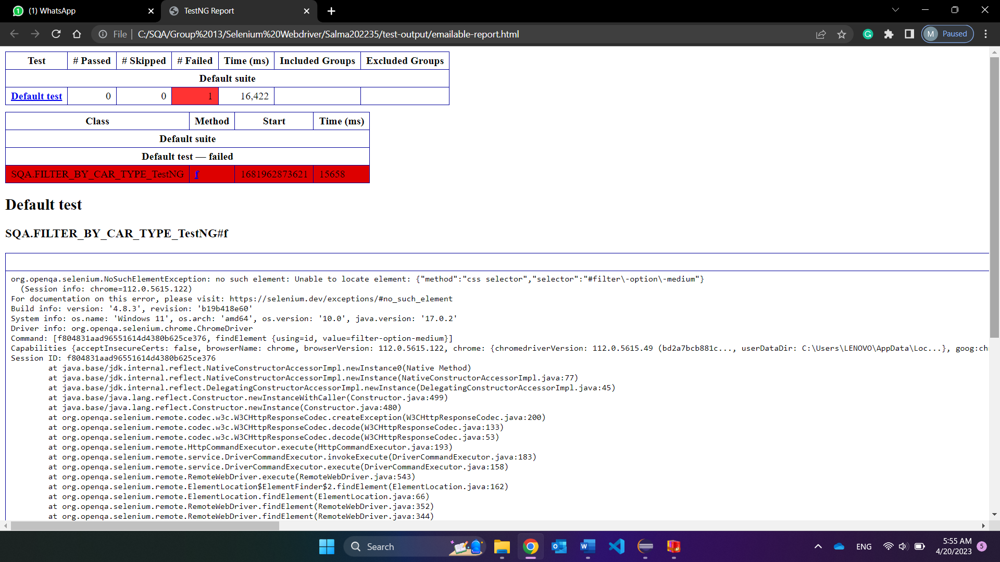 (1) WhatsApp
TestNG Report
File
C:/SQA/Group%2013/Selenium%20Webdriver/Salma202235/test-output/emailable-report.html
M Paused
Test # Passed # Skipped # Failed Time (ms) Included Groups Excluded Groups
Default suite
Default test 0 0 1 16,422
Class Method Start Time (ms)
Default suite
Default test — failed
SQA.FILTER_BY_CAR_TYPE_TestNG f 1681962873621 15658
Default test
SQA.FILTER_BY_CAR_TYPE_TestNG#f
org.openqa.selenium.NoSuchElementException: no such element: Unable to locate element: {"method":"css selector","selector":"#filter\-option\-medium"}
(Session info: chrome=112.0.5615.122)
For documentation on this error, please visit: https://selenium.dev/exceptions/#no_such_element
Build info: version: '4.8.3', revision: 'b19b418e60'
System info: os.name: 'Windows 11', os.arch: 'amd64', os.version: '10.0', java.version: '17.0.2'
Driver info: org.openqa.selenium.chrome.ChromeDriver
Command: [f804831aad96551614d4380b625ce376, findElement {using=id, value=filter-option-medium}]
Capabilities {acceptInsecureCerts: false, browserName: chrome, browserVersion: 112.0.5615.122, chrome: {chromedriverVersion: 112.0.5615.49 (bd2a7bcb881c..., userDataDir: C:\Users\LENOVO\AppData\Loc...}, goog:ch
Session ID: f804831aad96551614d4380b625ce376
at java.base/jdk.internal.reflect.NativeConstructorAccessorImpl.newInstance0(Native Method)
at java.base/jdk.internal.reflect.NativeConstructorAccessorImpl.newInstance(NativeConstructorAccessorImpl.java:77)
at java.base/jdk.internal.reflect.DelegatingConstructorAccessorImpl.newInstance(DelegatingConstructorAccessorImpl.java:45)
at java.base/java.lang.reflect.Constructor.newInstanceWithCaller(Constructor.java:499)
at java.base/java.lang.reflect.Constructor.newInstance(Constructor.java:480)
at org.openqa.selenium.remote.codec.w3c.W3CHttpResponseCodec.createException(W3CHttpResponseCodec.java:200)
at org.openqa.selenium.remote.codec.w3c.W3CHttpResponseCodec.decode(W3CHttpResponseCodec.java:133)
at org.openqa.selenium.remote.codec.w3c.W3CHttpResponseCodec.decode(W3CHttpResponseCodec.java:53)
at org.openqa.selenium.remote.HttpCommandExecutor.execute(HttpCommandExecutor.java:193)
at org.openqa.selenium.remote.service.DriverCommandExecutor.invokeExecute(DriverCommandExecutor.java:183)
at org.openqa.selenium.remote.service.DriverCommandExecutor.execute(DriverCommandExecutor.java:158)
at org.openqa.selenium.remote.RemoteWebDriver.execute(RemoteWebDriver.java:543)
at org.openqa.selenium.remote.ElementLocation$ElementFinder$2.findElement(ElementLocation.java:162)
at org.openqa.selenium.remote.ElementLocation.findElement(ElementLocation.java:66)
at org.openqa.selenium.remote.RemoteWebDriver.findElement(RemoteWebDriver.java:352)
at org.openqa.selenium.remote.RemoteWebDriver.findElement(RemoteWebDriver.java:344)
Search
ENG
5:55 AM
4/20/2023
5